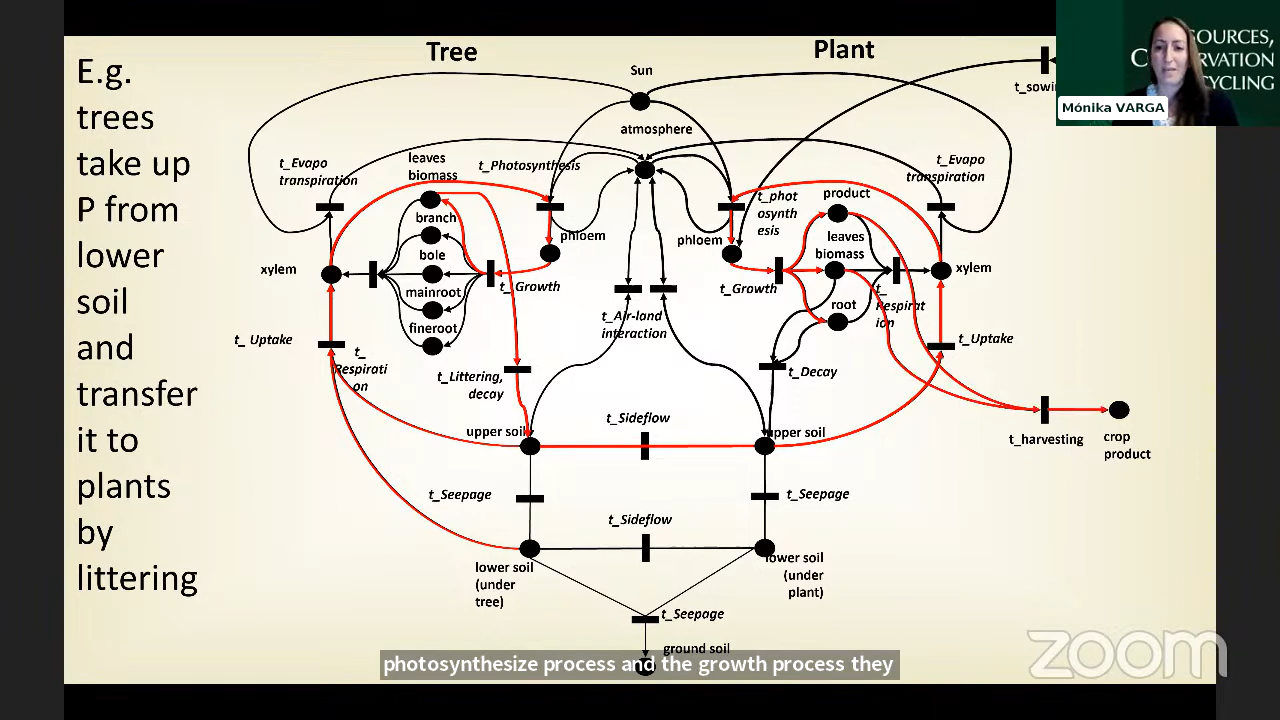 E.g.
trees
take up
P from
lower
soil
and
transfer
it to
plants
by
littering
Tree
Plant
Sun
atmosphere
t_Evapo
transpiration
leaves
biomass
t_Photosynthesis
branch
bole
mainroot
fineroot
phloem
xylem
t_Growth
t_ Uptake
t_
Respirati
on
t_Littering,
decay
t_Air-land
interaction
phloem
t_phot
osynth
esis
product
leaves
biomass
root
t_Growth
t_
Respirat
ion
t_Evapo
transpiration
xylem
t_Uptake
t_Decay
t_harvesting
crop
product
upper soil
t_Sideflow
upper soil
t_Seepage
t_Sideflow
t_Seepage
lower soil
(under
tree)
lower soil
(under
plant)
t_Seepage
ground soil
Mónika VARGA
photosynthesize process and the growth process they
zoom